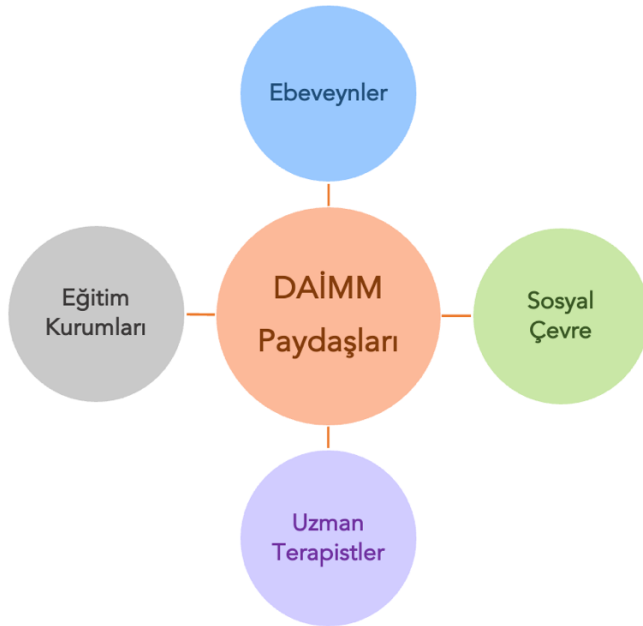 Ebeveynler
Eğitim
Kurumları
DAİMM
Paydaşları
Sosyal
Çevre
Uzman
Terapistler